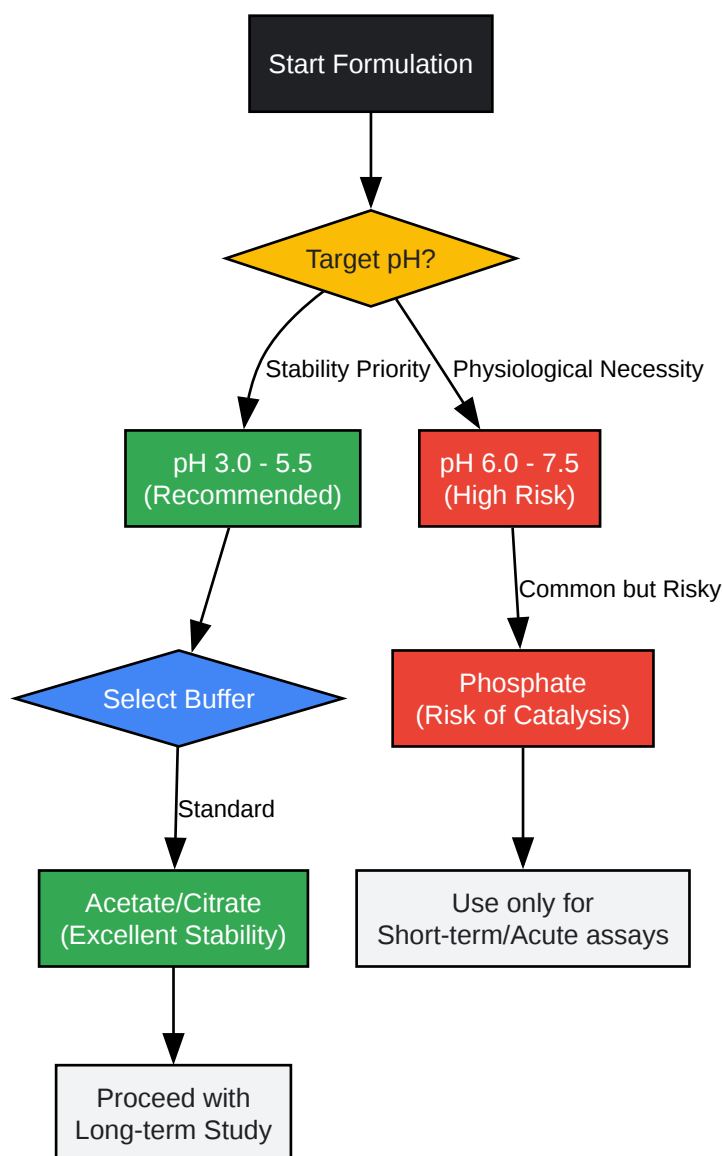 Start Formulation
Target pH?
Stability Priority
Physiological Necessity
pH 3.0 - 5.5
(Recommended)
pH 6.0 - 7.5
(High Risk)
Common but Risky
Select Buffer
Phosphate
(Risk of Catalysis)
Standard
Acetate/Citrate
(Excellent Stability)
Use only for
Short-term/Acute assays
Proceed with
Long-term Study